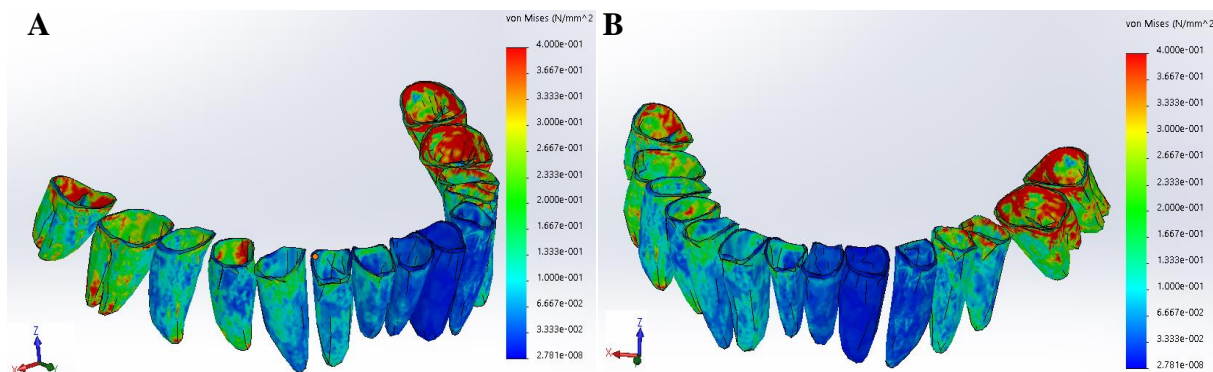 A
von Mises (N/mm^2
4.000e-001
3.667e-001
3.333e-001
3.000e-001
2.667e-001
2.333e-001
2.000e-001
1.667e-001
1.333e-001
1.000e-001
6.667e-002
3.333e-002
2.781e-008
Z
X
Y
B
von Mises (N/mm^2
4.000e-001
3.667e-001
3.333e-001
3.000e-001
2.667e-001
2.333e-001
2.000e-001
1.667e-001
1.333e-001
1.000e-001
6.667e-002
3.333e-002
2.781e-008
Z
X
Y